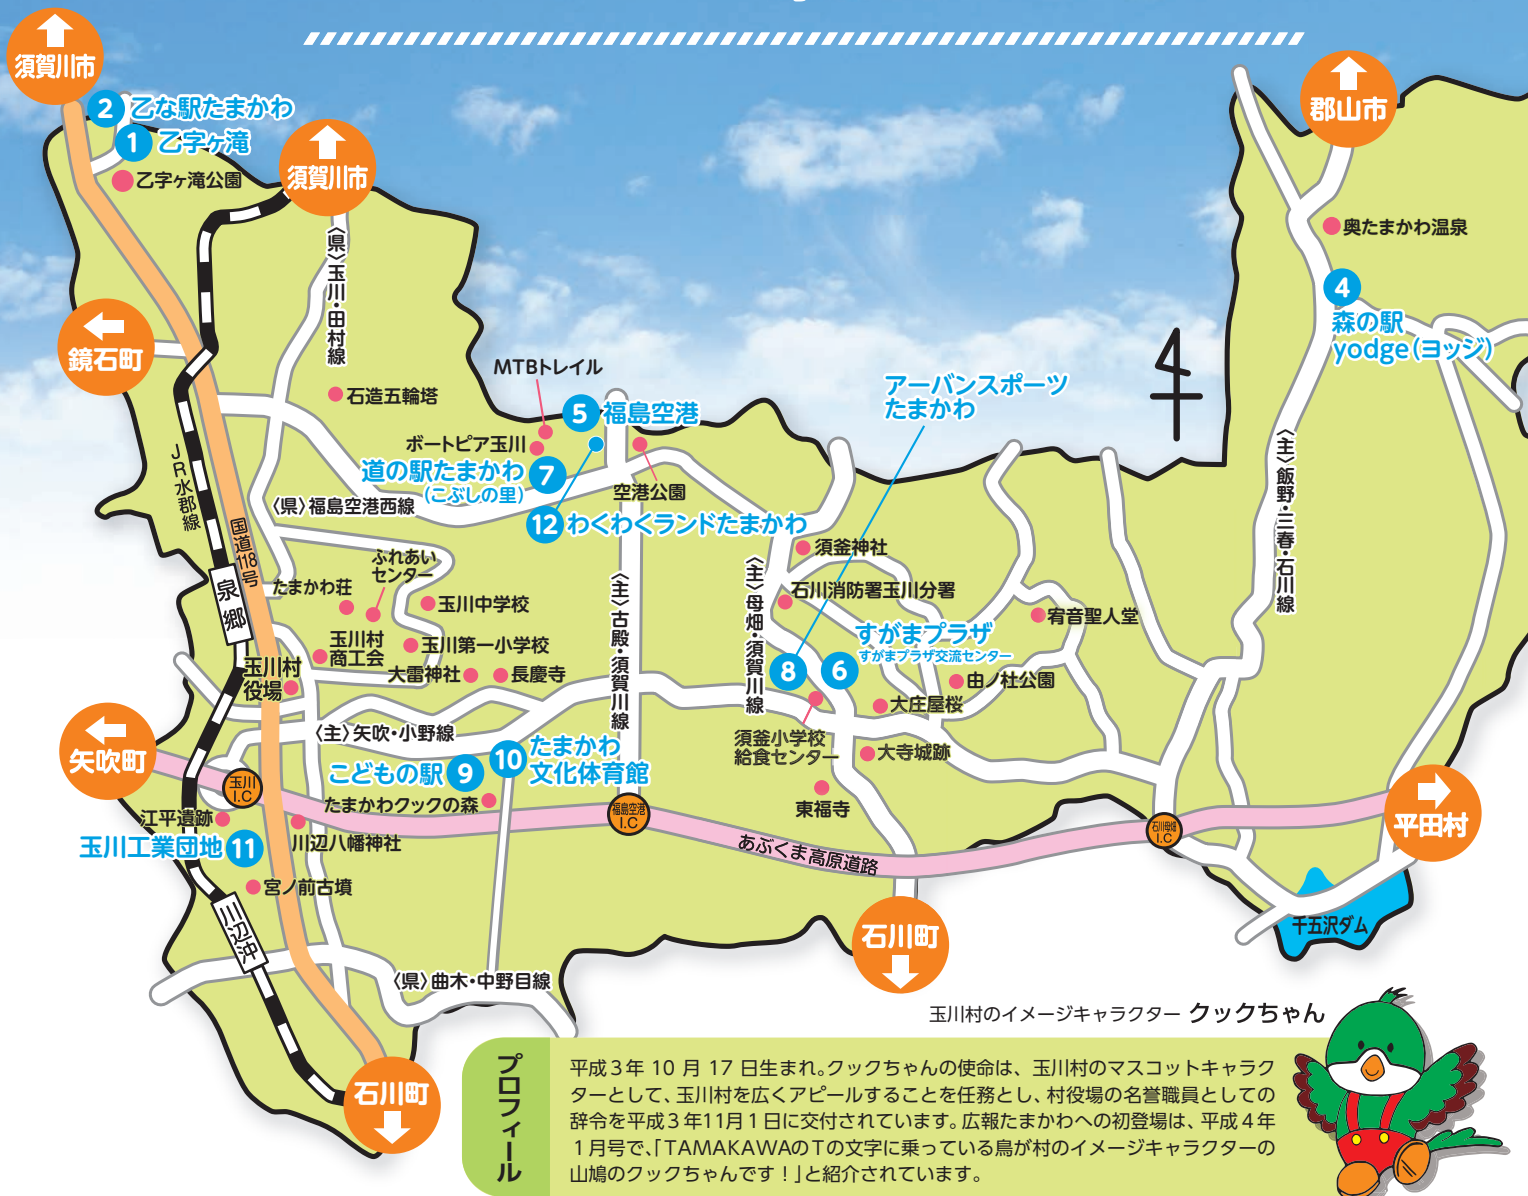 須賀川市
2 乙な駅たまかわ
1 乙字ヶ滝
乙字ヶ滝公園
須賀川市
郡山市
奥たまかわ温泉
4
森の駅
yodge(ヨッジ)
鏡石町
〈県〉玉川・田村線
石造五輪塔
MTBトレイル
5 福島空港
ボートピア玉川
道の駅たまかわ 7
(こぶしの里)
空港公園
12 わくわくランドたまかわ
アーバンスポーツ
たまかわ
〈主〉飯野・三春・石川線
JR水郡線
国道118号
〈県〉福島空港西線
泉郷
ふれあい
センター
たまかわ荘
玉川中学校
玉川村
商工会
玉川第一小学校
大雷神社
長慶寺
玉川村
役場
〈主〉古殿・須賀川線
〈主〉母畑・須賀川線
須釜神社
石川消防署玉川分署
宥音聖人堂
すがまプラザ
すがまプラザ交流センター
8
6
由ノ杜公園
大庄屋桜
須釜小学校
給食センター
大寺城跡
東福寺
矢吹町
〈主〉矢吹・小野線
10 たまかわ
文化体育館
こどもの駅 9
たまかわクックの森
玉川
I.C
福島空港
I.C
石川母畑
I.C
平田村
江平遺跡
川辺八幡神社
玉川工業団地 11
宮ノ前古墳
あぶくま高原道路
川辺沖
石川町
千五沢ダム
〈県〉曲木・中野目線
石川町
玉川村のイメージキャラクター クックちゃん
プロフィール
平成3年 10 月 17 日生まれ。クックちゃんの使命は、玉川村のマスコットキャラク
ターとして、玉川村を広くアピールすることを任務とし、村役場の名誉職員としての
辞令を平成3年11月1日に交付されています。広報たまかわへの初登場は、平成4年
1月号で、「TAMAKAWAのTの文字に乗っている鳥が村のイメージキャラクターの
山鳩のクックちゃんです！」と紹介されています。